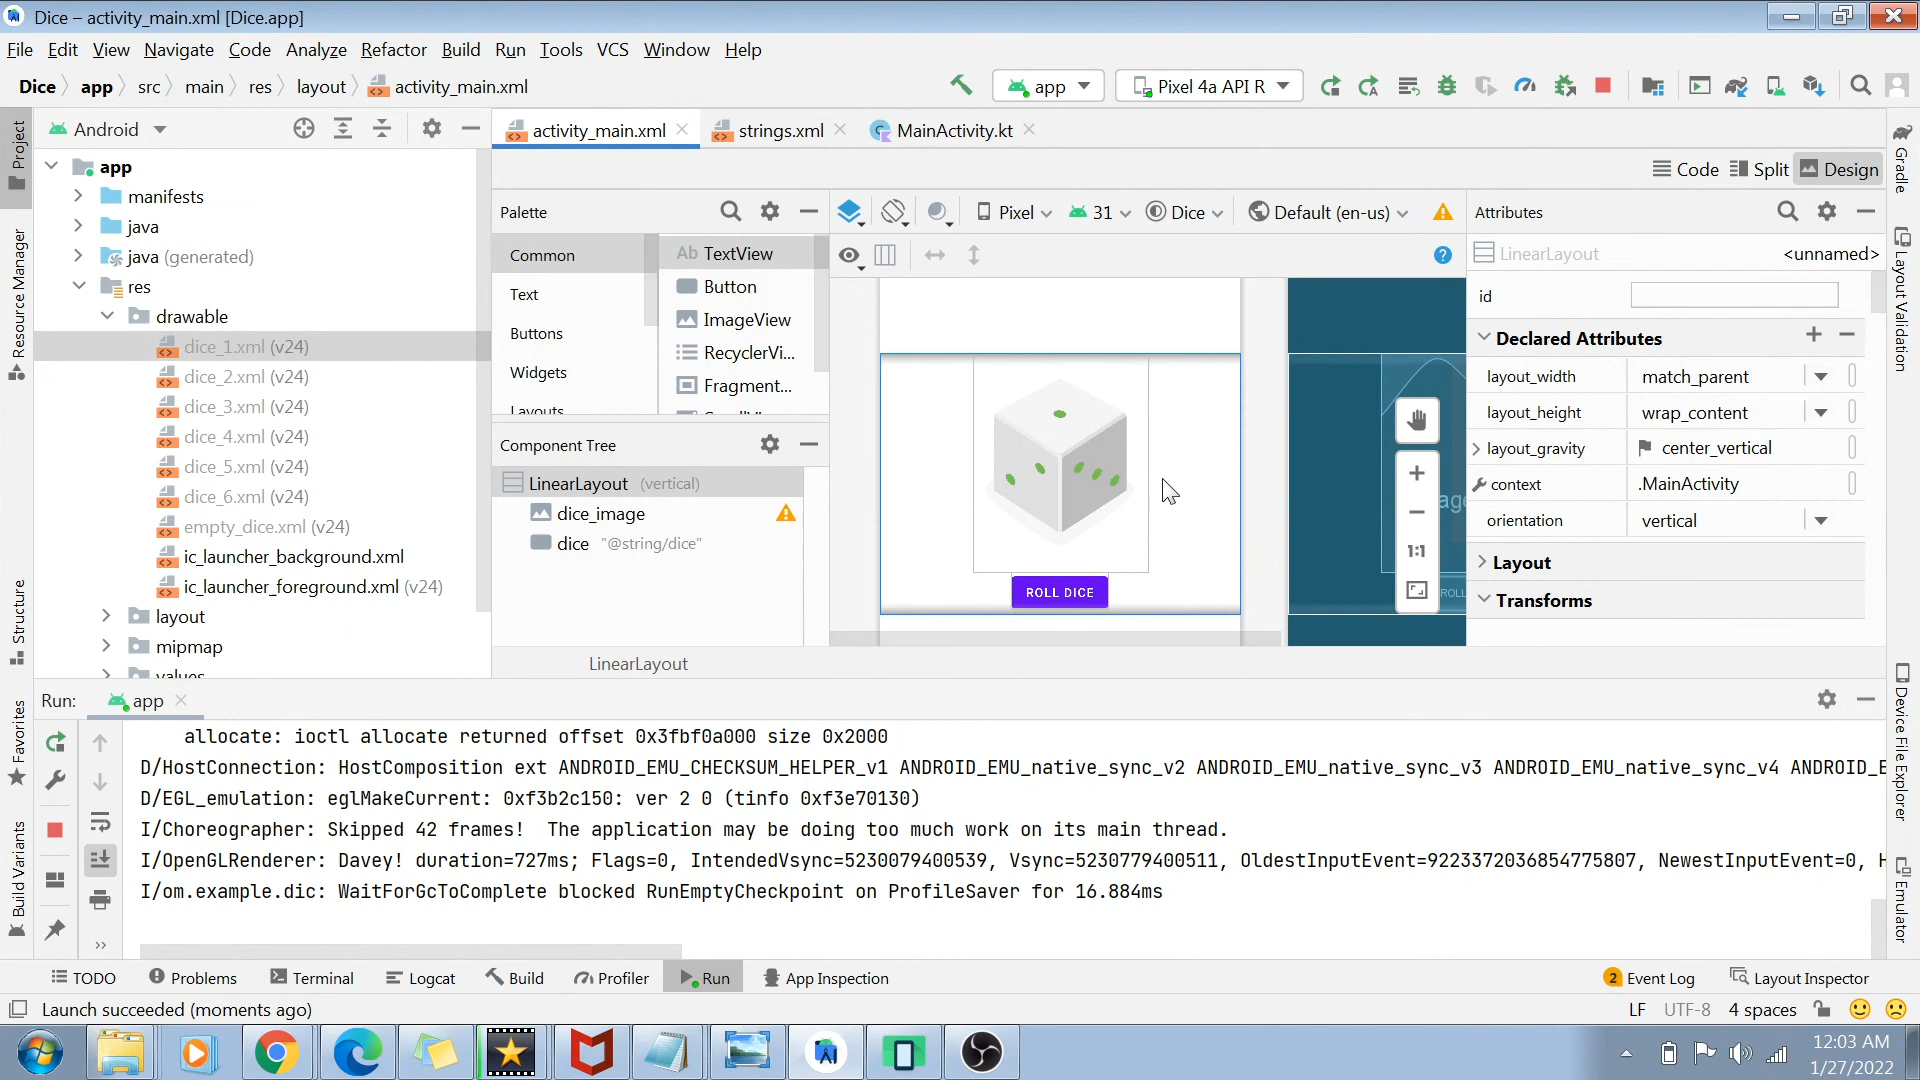 Dice – activity_main.xml [Dice.app]
File Edit View Navigate Code Analyze Refactor Build Run Tools VCS Window Help
Dice app src main res layout activity_main.xml
app
Pixel 4a API R
Project
Resource Manager
Structure
Favorites
Build Variants
Android
app
manifests
java
java (generated)
res
drawable
dice_1.xml (v24)
dice_2.xml (v24)
dice_3.xml (v24)
dice_4.xml (v24)
dice_5.xml (v24)
dice_6.xml (v24)
empty_dice.xml (v24)
ic_launcher_background.xml
ic_launcher_foreground.xml (v24)
layout
mipmap
values
activity_main.xml strings.xml MainActivity.kt
Code Split Design
Palette
Common
Text
Buttons
Widgets
Layouts
Ab TextView
Button
ImageView
RecyclerVi...
Fragment...
Component Tree
LinearLayout (vertical)
dice_image
dice "@string/dice"
LinearLayout
Pixel 31 Dice Default (en-us)
ROLL DICE
ROLL
1:1
Attributes
LinearLayout <unnamed>
id
Declared Attributes
layout_width match_parent
layout_height wrap_content
layout_gravity center_vertical
context .MainActivity
orientation vertical
Layout
Transforms
Gradle
Layout Validation
Device File Explorer
Emulator
Run: app
allocate: ioctl allocate returned offset 0x3fbf0a000 size 0x2000
D/HostConnection: HostComposition ext ANDROID_EMU_CHECKSUM_HELPER_v1 ANDROID_EMU_native_sync_v2 ANDROID_EMU_native_sync_v3 ANDROID_EMU_native_sync_v4 ANDROID_E
D/EGL_emulation: eglMakeCurrent: 0xf3b2c150: ver 2 0 (tinfo 0xf3e70130)
I/Choreographer: Skipped 42 frames!  The application may be doing too much work on its main thread.
I/OpenGLRenderer: Davey! duration=727ms; Flags=0, IntendedVsync=5230079400539, Vsync=5230779400511, OldestInputEvent=9223372036854775807, NewestInputEvent=0, H
I/om.example.dic: WaitForGcToComplete blocked RunEmptyCheckpoint on ProfileSaver for 16.884ms
TODO Problems Terminal Logcat Build Profiler Run App Inspection 2 Event Log Layout Inspector
Launch succeeded (moments ago)
LF UTF-8 4 spaces
12:03 AM
1/27/2022